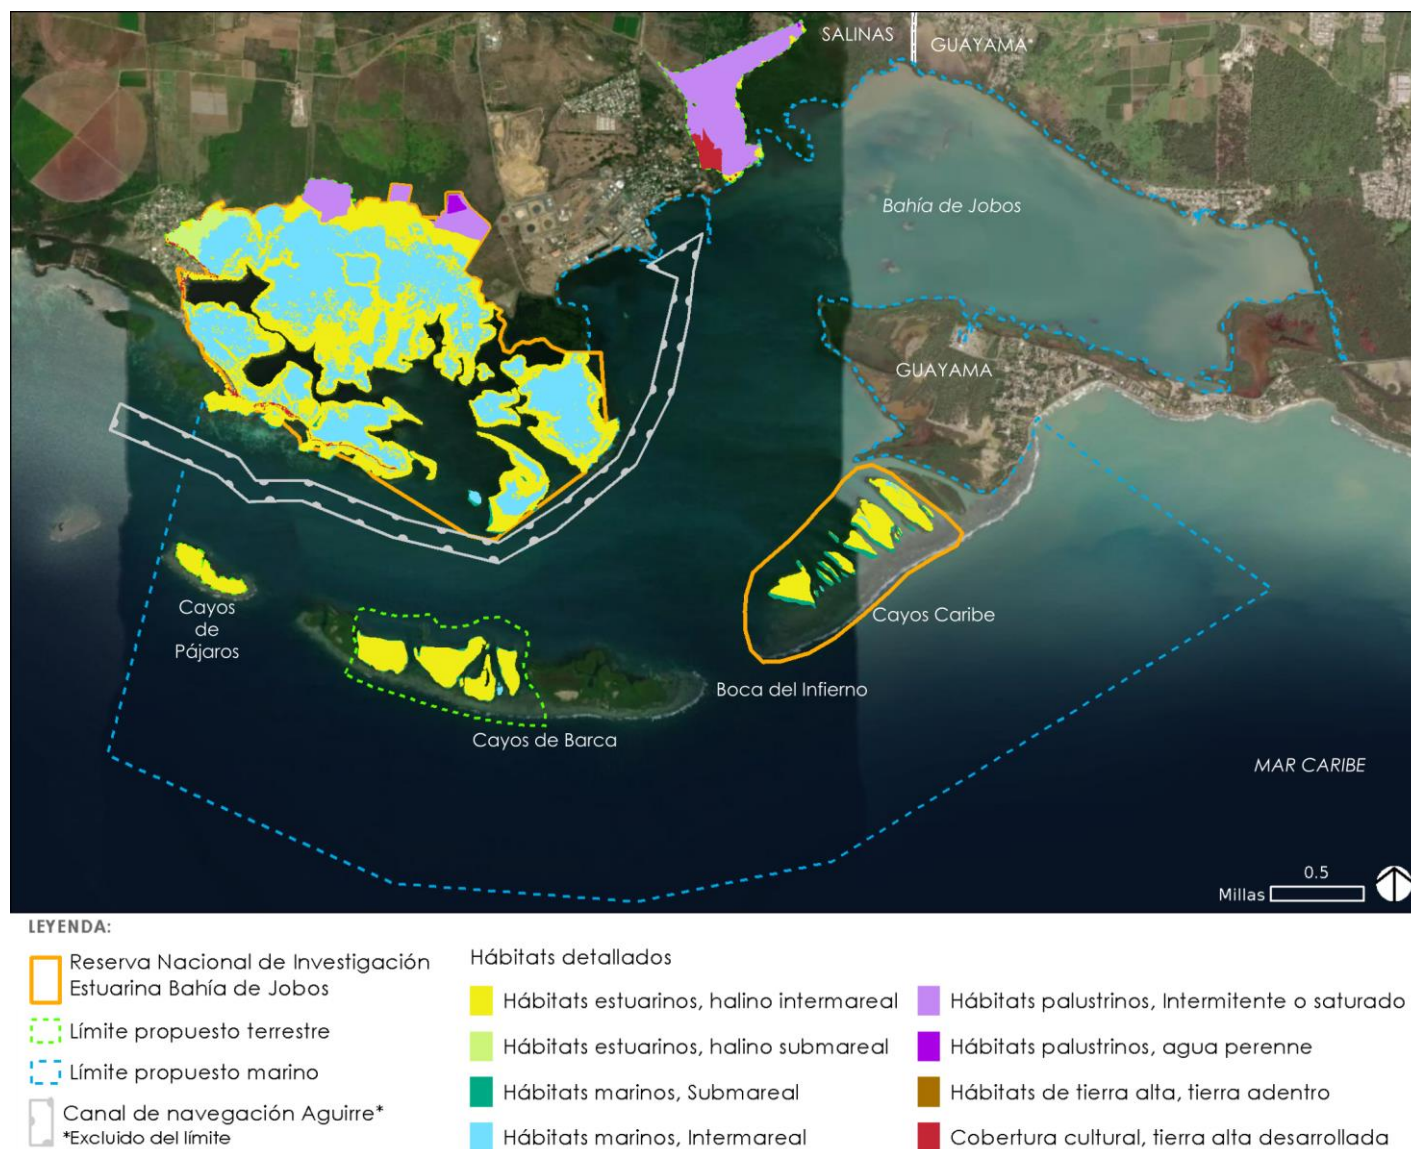 SALINAS
GUAYAMA*
Bahía de Jobos
GUAYAMA
Cayos
de
Pájaros
Cayos Caribe
Boca del Infierno
Cayos de Barca
MAR CARIBE
0.5
Millas
LEYENDA:
Reserva Nacional de Investigación
Estuarina Bahía de Jobos
Límite propuesto terrestre
Límite propuesto marino
Canal de navegación Aguirre*
*Excluido del límite
Hábitats detallados
Hábitats estuarinos, halino intermareal
Hábitats estuarinos, halino submareal
Hábitats marinos, Submareal
Hábitats marinos, Intermareal
Hábitats palustrinos, Intermitente o saturado
Hábitats palustrinos, agua perenne
Hábitats de tierra alta, tierra adentro
Cobertura cultural, tierra alta desarrollada